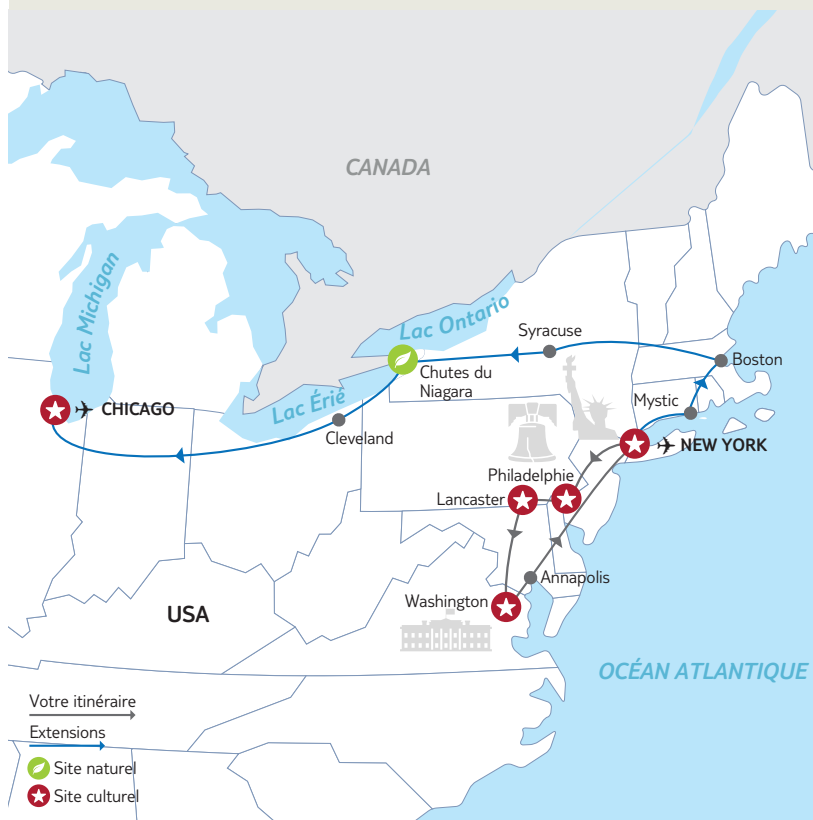 CANADA
Lac Michigan
Lac Ontario
Syracuse
Boston
Chutes du
Niagara
Mystic
Lac Érié
CHICAGO
Cleveland
NEW YORK
Philadelphie
Lancaster
Annapolis
Washington
USA
OCÉAN ATLANTIQUE
Votre itinéraire
Extensions
Site naturel
Site culturel